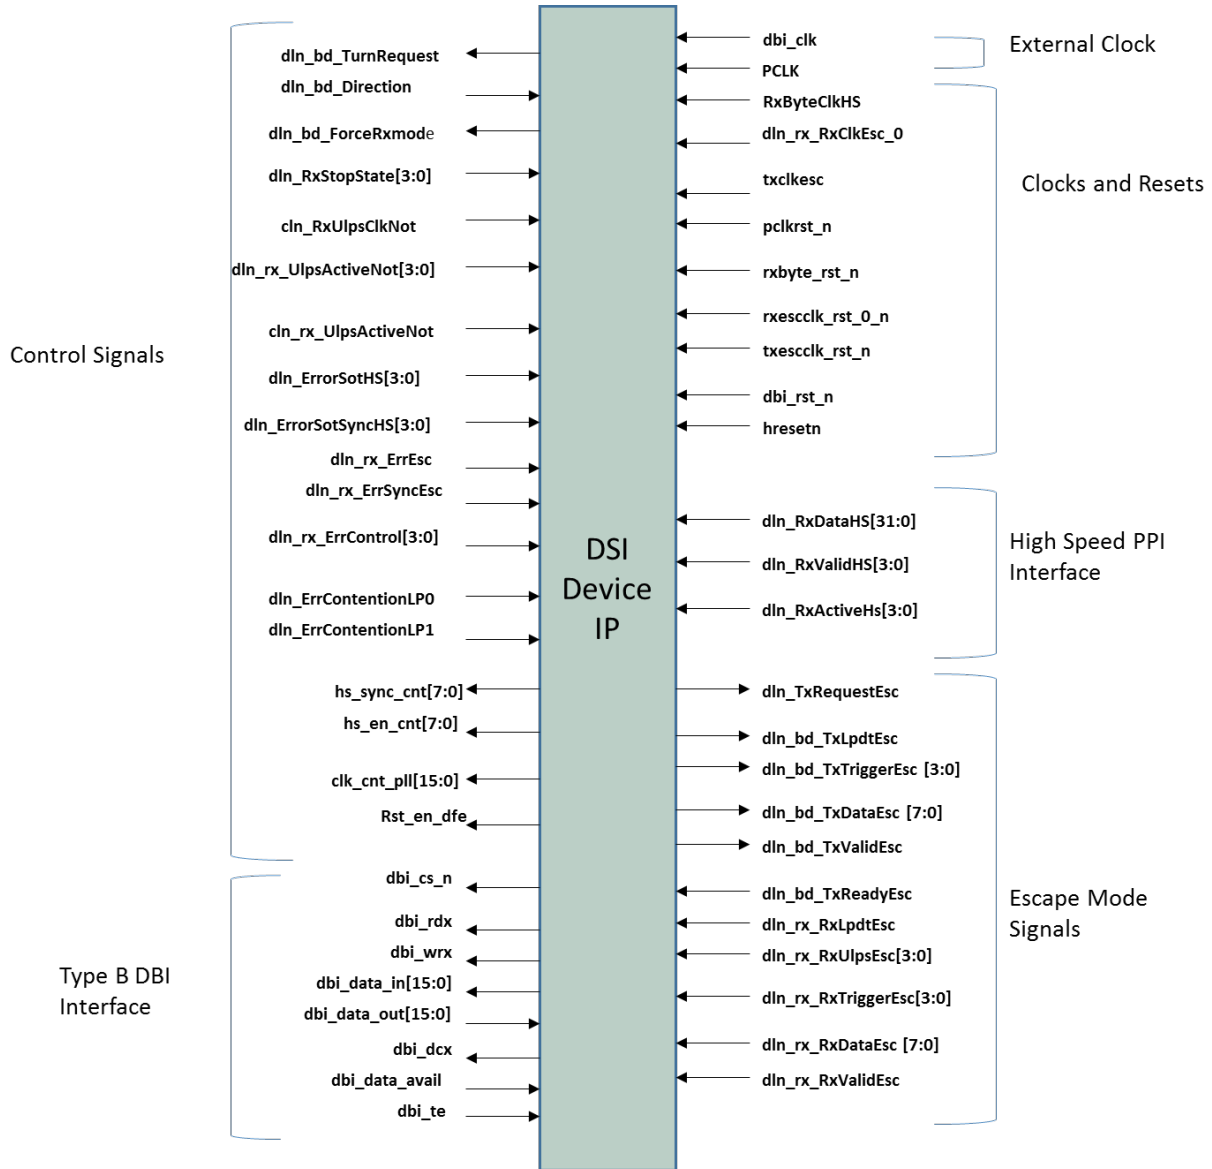 Control Signals
dln_bd_TurnRequest
dln_bd_Direction
dln_bd_ForceRxmode
dln_RxStopState[3:0]
cln_RxUlpsClkNot
dln_rx_UlpsActiveNot[3:0]
cln_rx_UlpsActiveNot
dln_ErrorSotHS[3:0]
dln_ErrorSotSyncHS[3:0]
dln_rx_ErrEsc
dln_rx_ErrSyncEsc
dln_rx_ErrControl[3:0]
dln_ErrContentionLP0
dln_ErrContentionLP1
hs_sync_cnt[7:0]
hs_en_cnt[7:0]
clk_cnt_pll[15:0]
Rst_en_dfe
Type B DBI
Interface
dbi_cs_n
dbi_rdx
dbi_wrx
dbi_data_in[15:0]
dbi_data_out[15:0]
dbi_dcx
dbi_data_avail
dbi_te
DSI
Device
IP
dbi_clk
PCLK
External Clock
RxByteClkHS
dln_rx_RxClkEsc_0
txclkesc
pclkrst_n
rxbyte_rst_n
rxescclk_rst_0_n
txescclk_rst_n
dbi_rst_n
hresetn
Clocks and Resets
dln_RxDataHS[31:0]
dln_RxValidHS[3:0]
dln_RxActiveHs[3:0]
High Speed PPI
Interface
dln_TxRequestEsc
dln_bd_TxLpdtEsc
dln_bd_TxTriggerEsc [3:0]
dln_bd_TxDataEsc [7:0]
dln_bd_TxValidEsc
dln_bd_TxReadyEsc
dln_rx_RxLpdtEsc
dln_rx_RxUlpsEsc[3:0]
dln_rx_RxTriggerEsc[3:0]
dln_rx_RxDataEsc [7:0]
dln_rx_RxValidEsc
Escape Mode
Signals